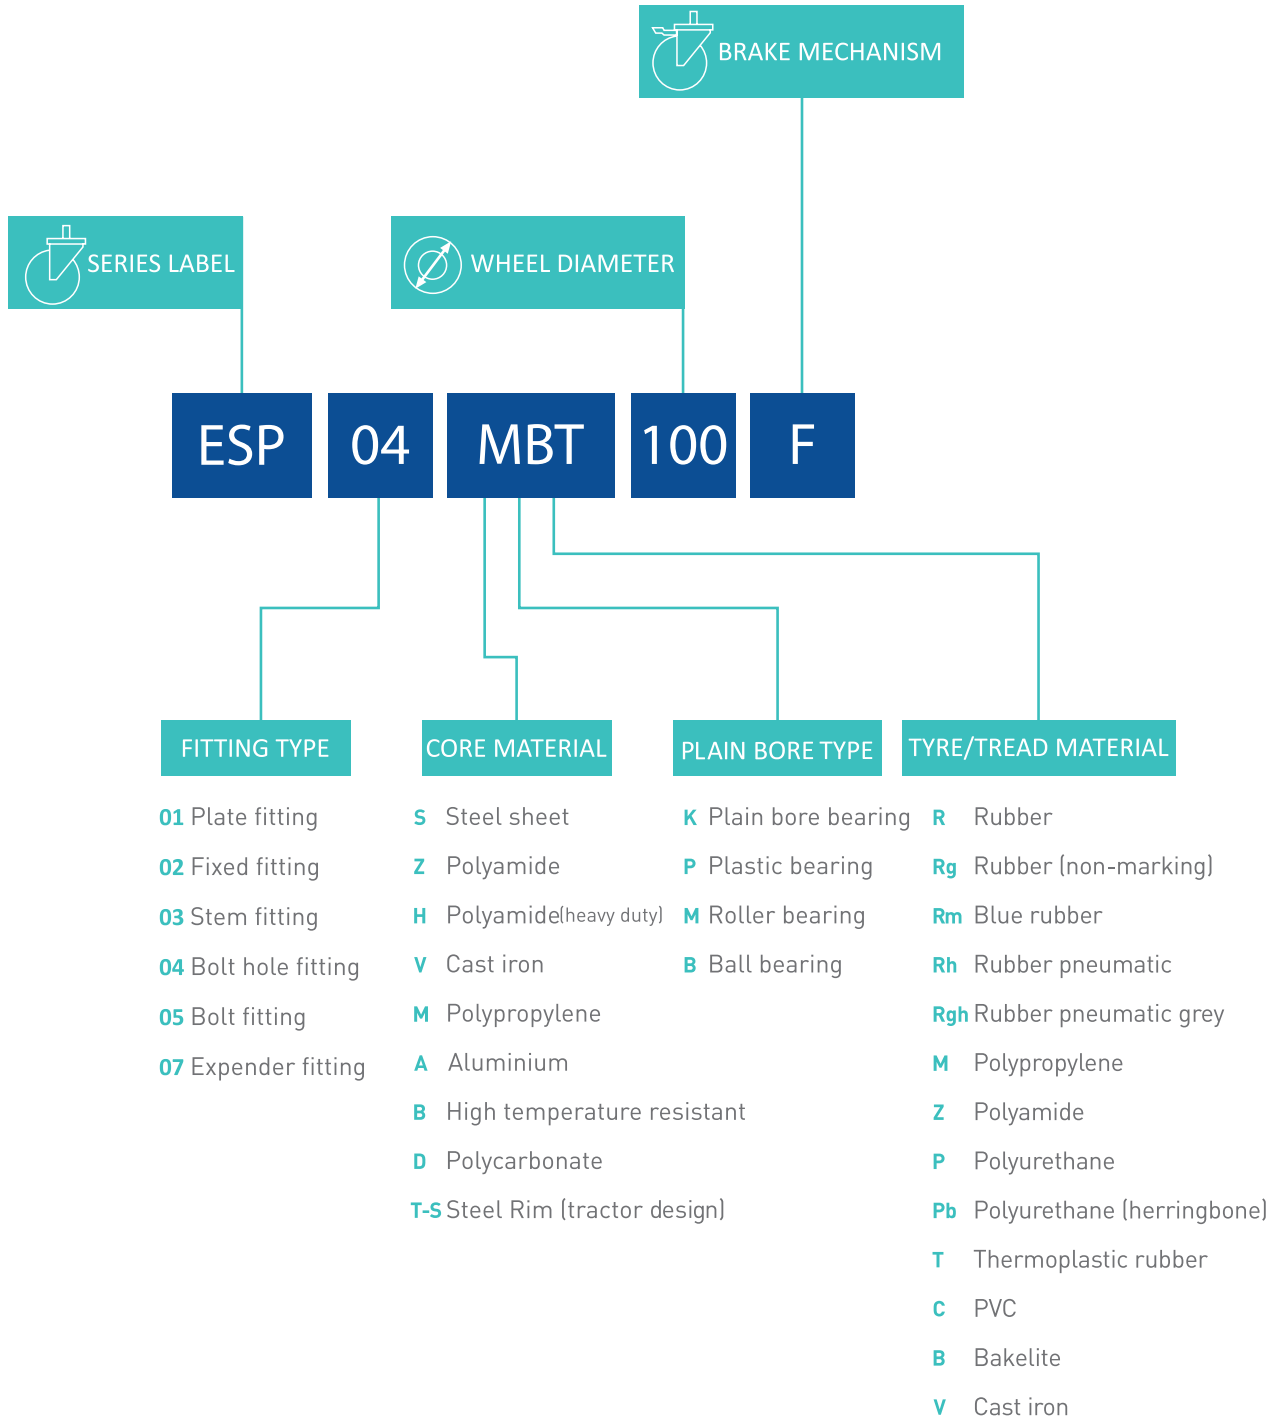 BRAKE MECHANISM
SERIES LABEL
WHEEL DIAMETER
ESP 04 MBT 100 F
FITTING TYPE
01 Plate fitting
02 Fixed fitting
03 Stem fitting
04 Bolt hole fitting
05 Bolt fitting
07 Expender fitting
CORE MATERIAL
S Steel sheet
Z Polyamide
H Polyamide(heavy duty)
V Cast iron
M Polypropylene
A Aluminium
B High temperature resistant
D Polycarbonate
T-S Steel Rim (tractor design)
PLAIN BORE TYPE
K Plain bore bearing
P Plastic bearing
M Roller bearing
B Ball bearing
TYRE/TREAD MATERIAL
R Rubber
Rg Rubber (non-marking)
Rm Blue rubber
Rh Rubber pneumatic
Rgh Rubber pneumatic grey
M Polypropylene
Z Polyamide
P Polyurethane
Pb Polyurethane (herringbone)
T Thermoplastic rubber
C PVC
B Bakelite
V Cast iron